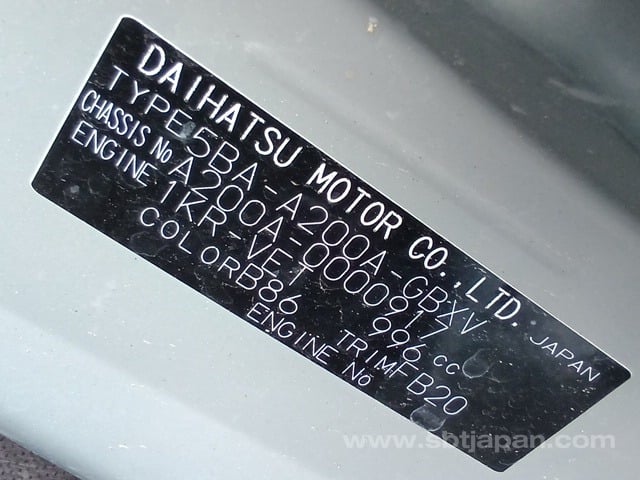 DAIHATSU MOTOR CO., LTD. JAPAN
TYPE 5BA-A200A-GBXV
CHASSIS No A200A-0000917
ENGINE 1KR-VET 996 cc
COLOR B86 TRIM FB20
ENGINE No
www.sbtjapan.com